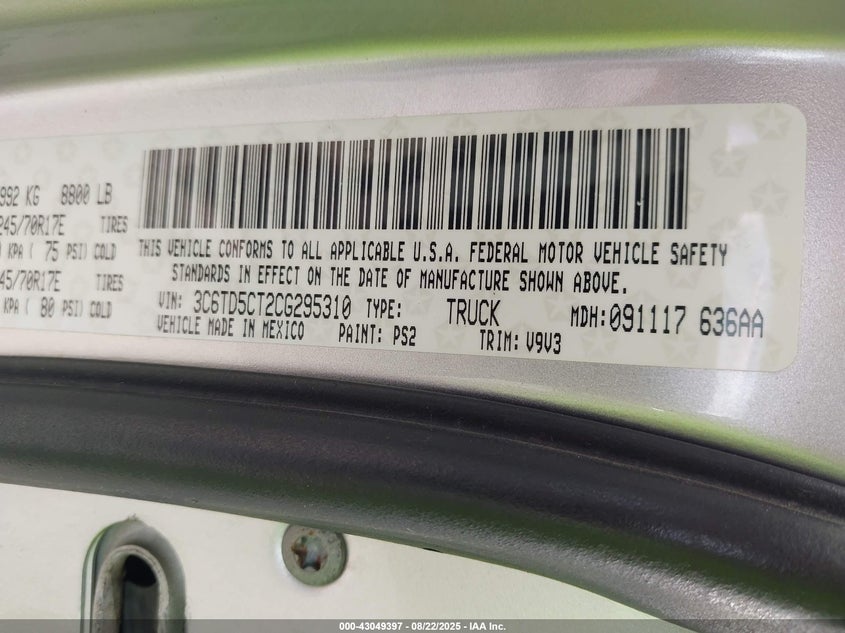 992 KG 8800 LB
245/70R17E TIRES
KPA ( 75 PSI) COLD
45/70R17E TIRES
KPA ( 80 PSI) COLD
THIS VEHICLE CONFORMS TO ALL APPLICABLE U.S.A. FEDERAL MOTOR VEHICLE SAFETY
STANDARDS IN EFFECT ON THE DATE OF MANUFACTURE SHOWN ABOVE.
VIN: 3C6TD5CT2CG295310 TYPE: TRUCK MDH: 091117 636AA
VEHICLE MADE IN MEXICO PAINT: PS2 TRIM: V9V3
000-43049397 - 08/22/2025 - IAA Inc.